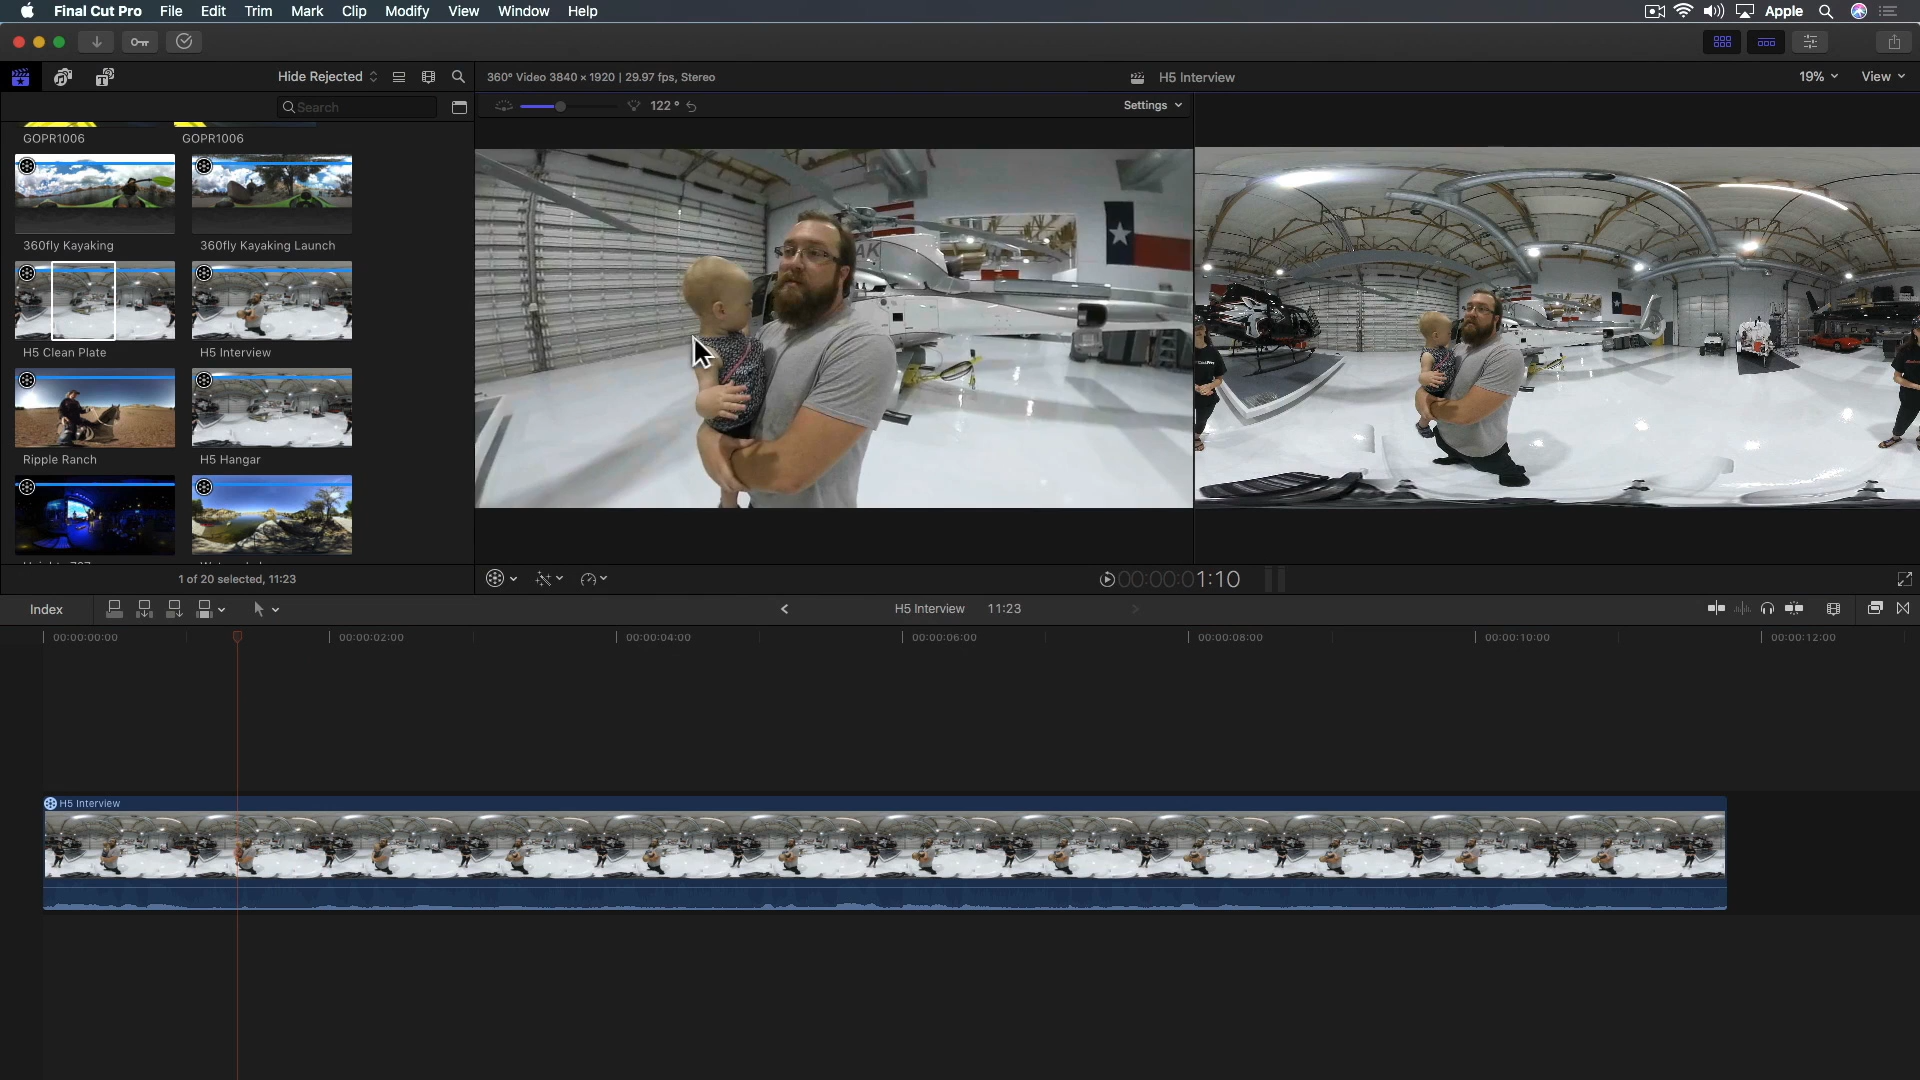 Final Cut Pro File Edit Trim Mark Clip Modify View Window Help Apple
Hide Rejected
360° Video 3840 × 1920 | 29.97 fps, Stereo
H5 Interview
19%
View
Search
122 °
Settings
GOPR1006
GOPR1006
360fly Kayaking
360fly Kayaking Launch
H5 Clean Plate
H5 Interview
Ripple Ranch
H5 Hangar
1 of 20 selected, 11:23
00:00:01:10
Index
H5 Interview 11:23
00:00:00:00 00:00:02:00 00:00:04:00 00:00:06:00 00:00:08:00 00:00:10:00 00:00:12:00
H5 Interview